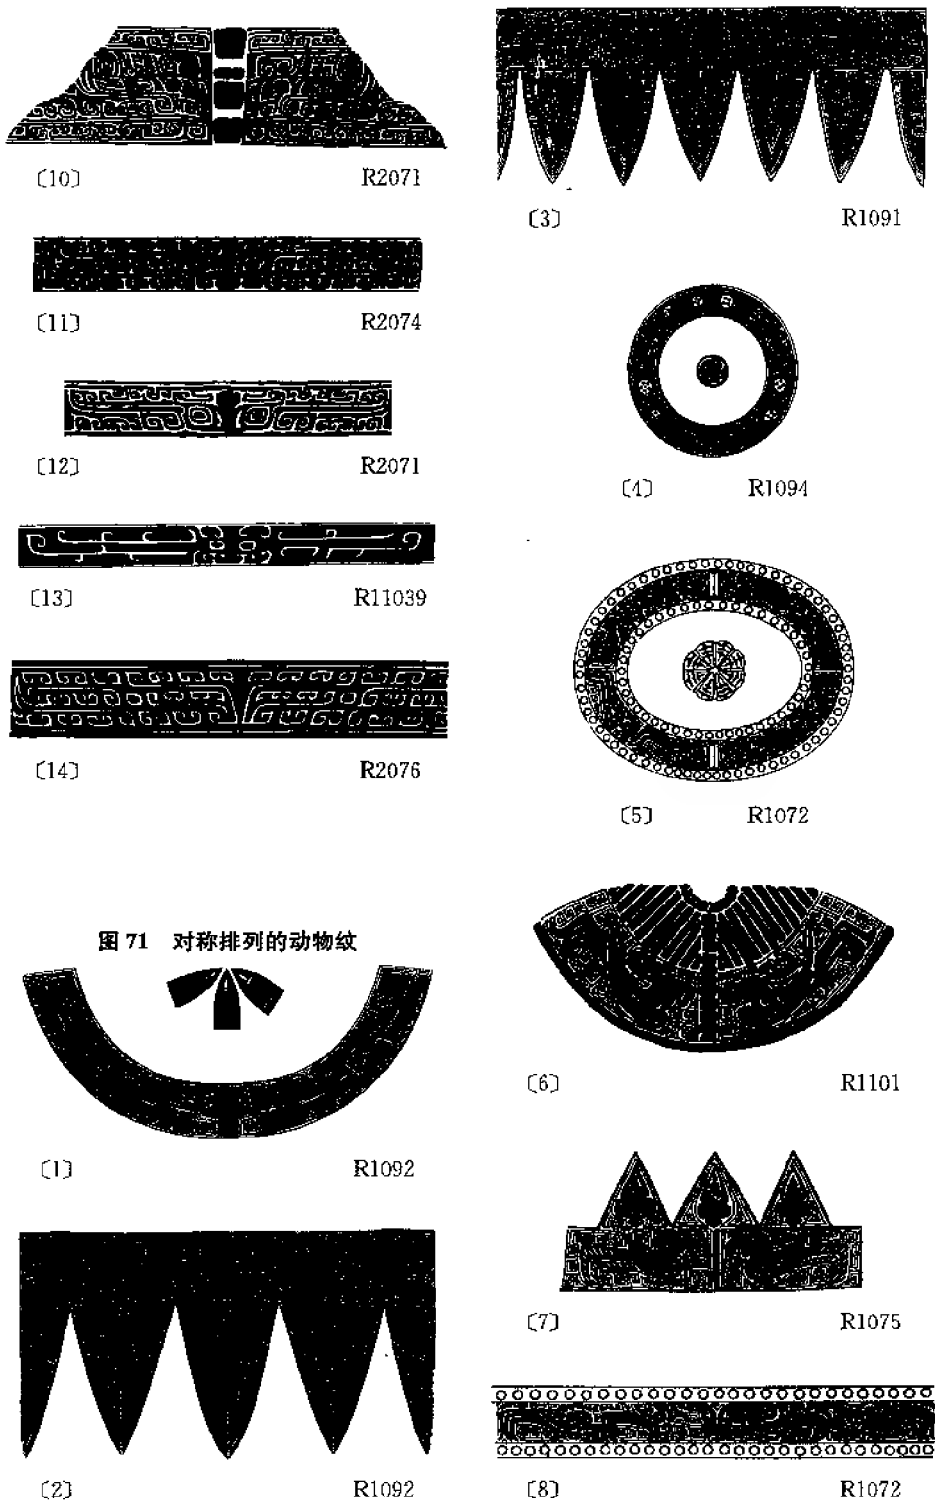 〔10〕 R2071
〔11〕 R2074
〔12〕 R2071
〔13〕 R11039
〔14〕 R2076
图 71 对称排列的动物纹
〔1〕 R1092
〔2〕 R1092
〔3〕 R1091
〔4〕 R1094
〔5〕 R1072
〔6〕 R1101
〔7〕 R1075
〔8〕 R1072